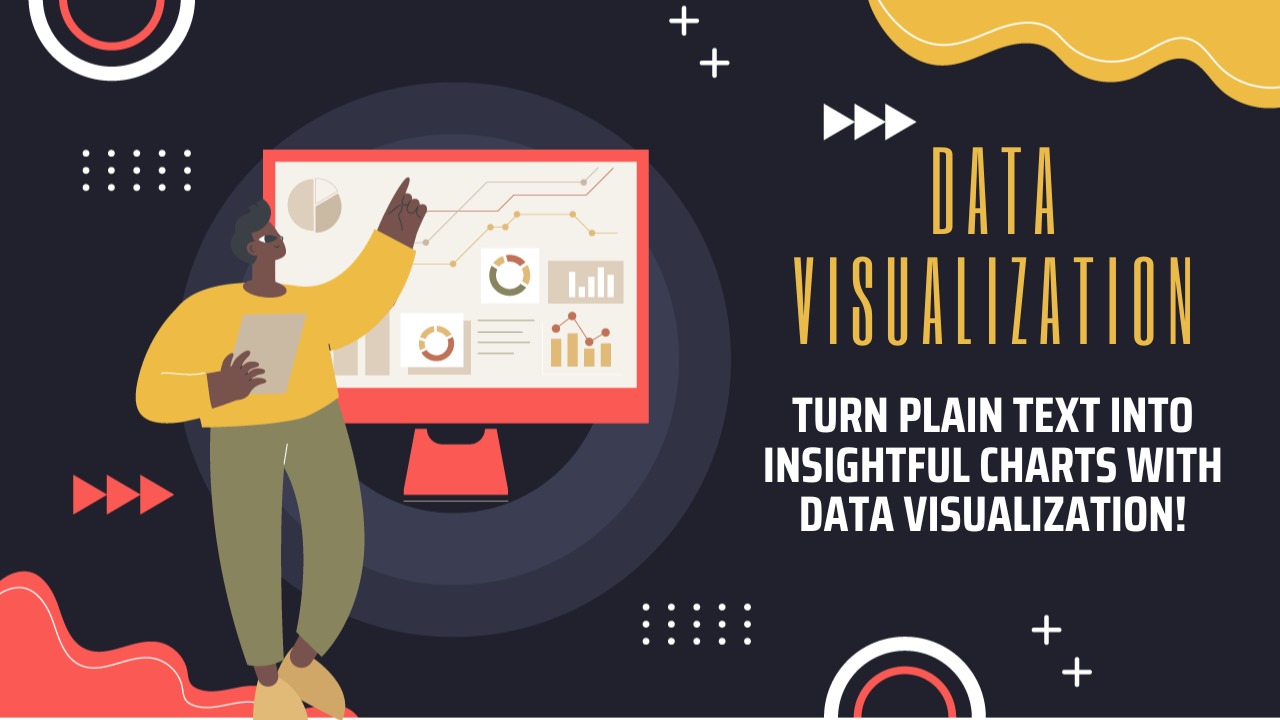 DATA
VISUALIZATION
TURN PLAIN TEXT INTO
INSIGHTFUL CHARTS WITH
DATA VISUALIZATION!